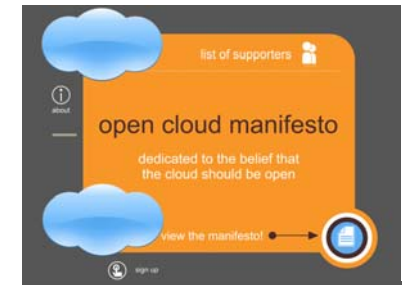 list of supporters
about
open cloud manifesto
dedicated to the belief that
the cloud should be open
view the manifesto!
sign up